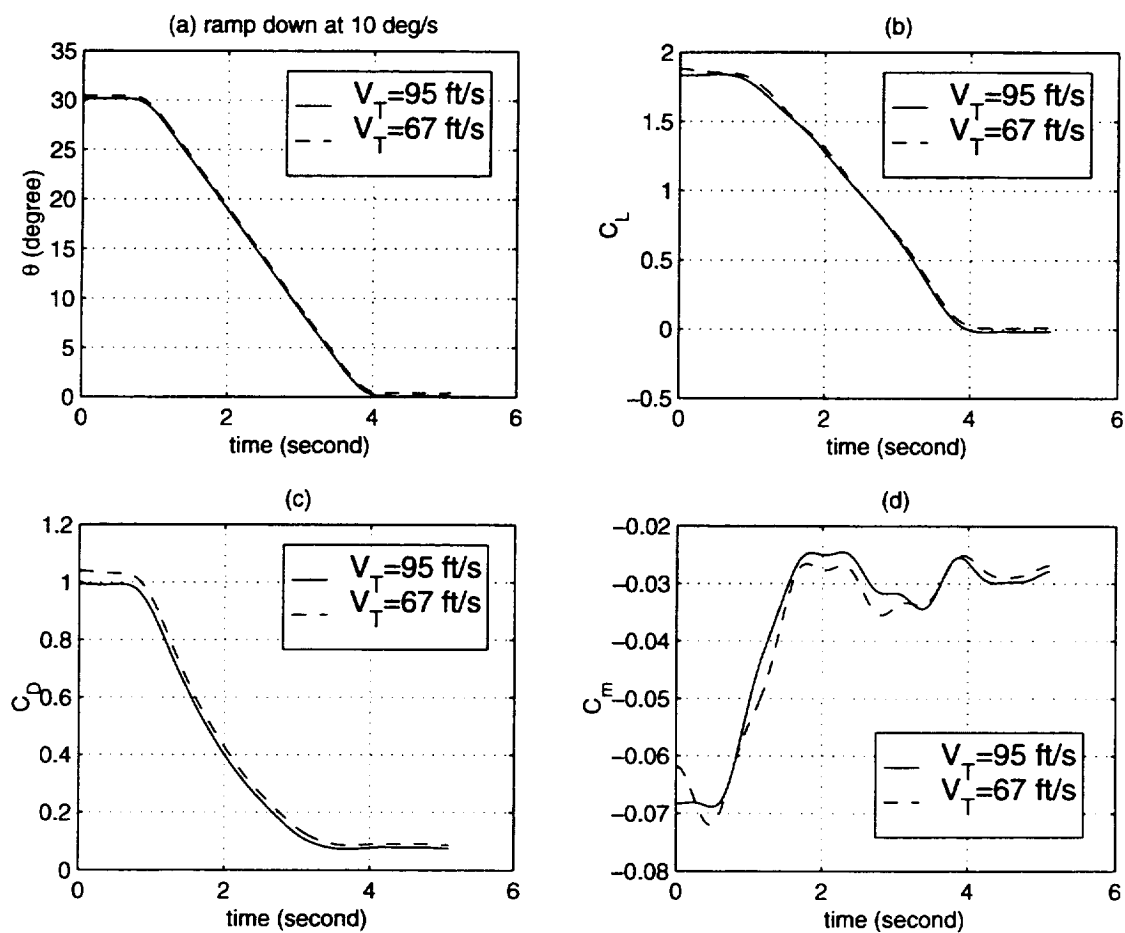 (a) ramp down at 10 deg/s
35
30
25
20
15
10
5
0
θ (degree)
V_T=95 ft/s
V_T=67 ft/s
0 2 4 6
time (second)
(b)
2
1.5
1
0.5
0
−0.5
C_L
V_T=95 ft/s
V_T=67 ft/s
0 2 4 6
time (second)
(c)
1.2
1
0.8
0.6
0.4
0.2
0
C_D
V_T=95 ft/s
V_T=67 ft/s
0 2 4 6
time (second)
(d)
−0.02
−0.03
−0.04
−0.05
−0.06
−0.07
−0.08
C_m
V_T=95 ft/s
V_T=67 ft/s
0 2 4 6
time (second)